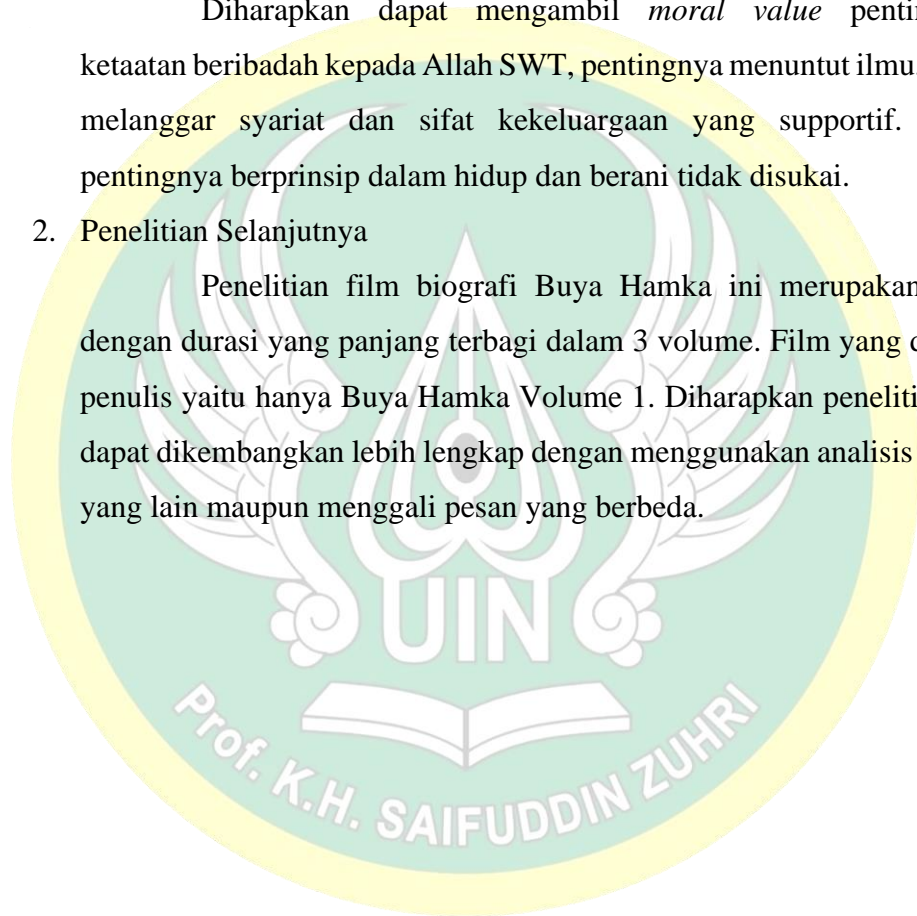 Diharapkan dapat mengambil moral value
ketaatan beribadah kepada Allah SWT, pentingnya menuntut ilmu
melanggar syariat dan sifat kekeluargaan yang supportif.
pentingnya berprinsip dalam hidup dan berani tidak disukai.
2. Penelitian Selanjutnya
Penelitian film biografi Buya Hamka ini merupakan
dengan durasi yang panjang terbagi dalam 3 volume. Film yang
penulis yaitu hanya Buya Hamka Volume 1. Diharapkan
dapat dikembangkan lebih lengkap dengan menggunakan analisis
yang lain maupun menggali pesan yang berbeda.
UIN
Prof. K.H. SAIFUDDIN ZUHRI